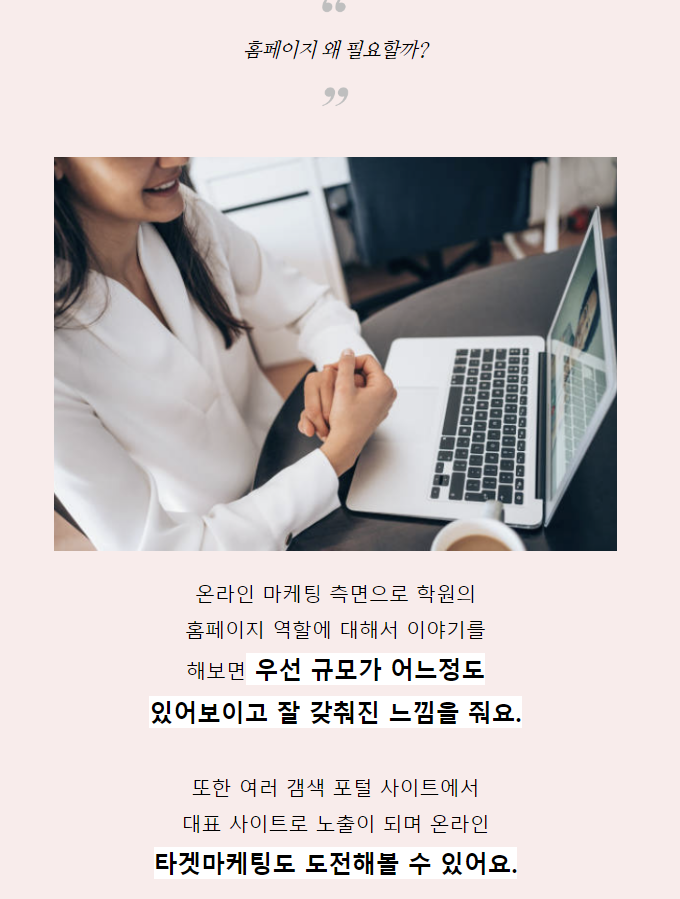 “
홈페이지 왜 필요할까?
”
온라인 마케팅 측면으로 학원의
홈페이지 역할에 대해서 이야기를
해보면 우선 규모가 어느정도
있어보이고 잘 갖춰진 느낌을 줘요.
또한 여러 갬색 포털 사이트에서
대표 사이트로 노출이 되며 온라인
타겟마케팅도 도전해볼 수 있어요.